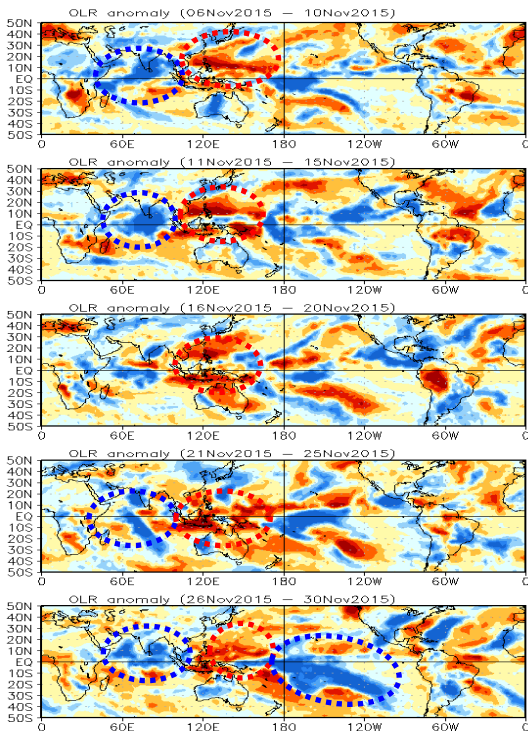 OLR anomaly (06Nov2015 – 10Nov2015)
50N
40N
30N
20N
10N
EQ
10S
20S
30S
40S
50S
0 60E 120E 180 120W 60W 0
OLR anomaly (11Nov2015 – 15Nov2015)
50N
40N
30N
20N
10N
EQ
10S
20S
30S
40S
50S
0 60E 120E 180 120W 60W 0
OLR anomaly (16Nov2015 – 20Nov2015)
50N
40N
30N
20N
10N
EQ
10S
20S
30S
40S
50S
0 60E 120E 180 120W 60W 0
OLR anomaly (21Nov2015 – 25Nov2015)
50N
40N
30N
20N
10N
EQ
10S
20S
30S
40S
50S
0 60E 120E 180 120W 60W 0
OLR anomaly (26Nov2015 – 30Nov2015)
50N
40N
30N
20N
10N
EQ
10S
20S
30S
40S
50S
0 60E 120E 180 120W 60W 0